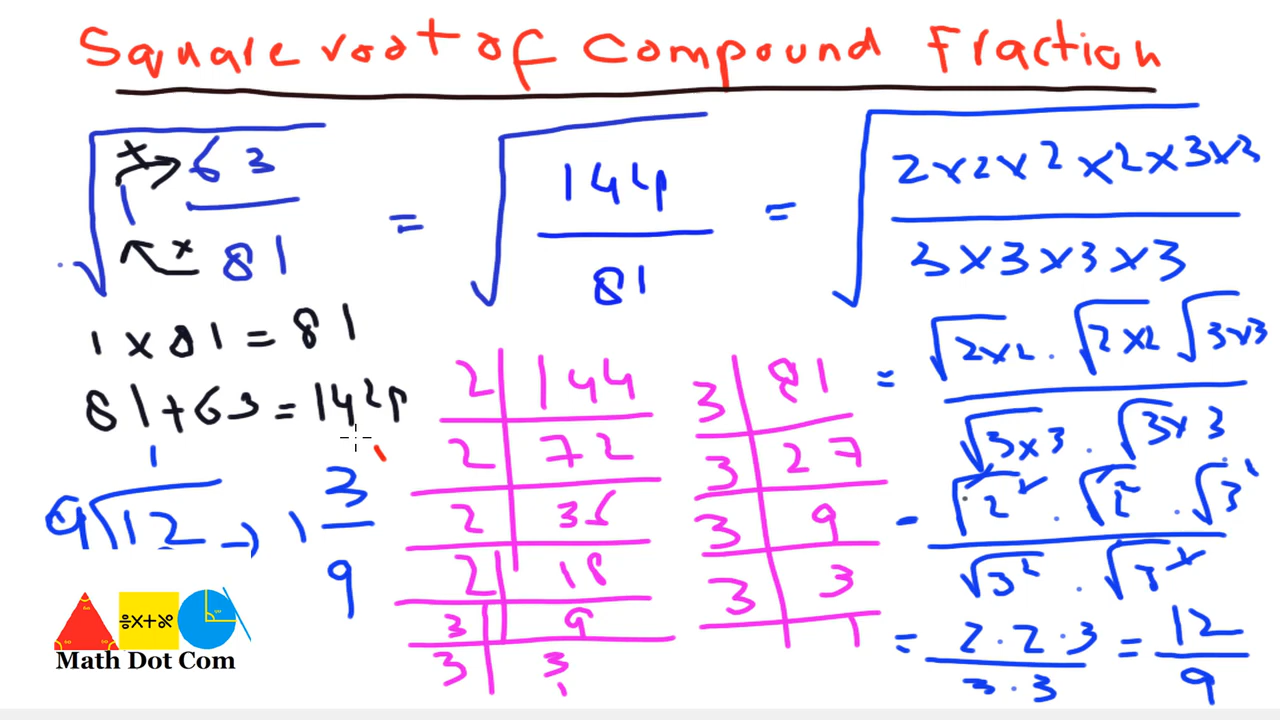 Square root of Compound Fraction
√(1 63/81) = √(144/81) = √(2×2×2×2×3×3 / 3×3×3×3)
× ×
1 × 81 = 81
81 + 63 = 144
= √2×2 . √2×2 √3×3 / √3×3 . √3×3
2 | 144
2 | 72
2 | 36
2 | 18
3 | 9
3 | 3
1
3 | 81
3 | 27
3 | 9
3 | 3
1
- √2² . √2² . √3² / √3² . √3²
= 2 · 2 · 3 / 3 · 3 = 12/9
1
9√12 → 1 3/9
÷×+
Math Dot Com